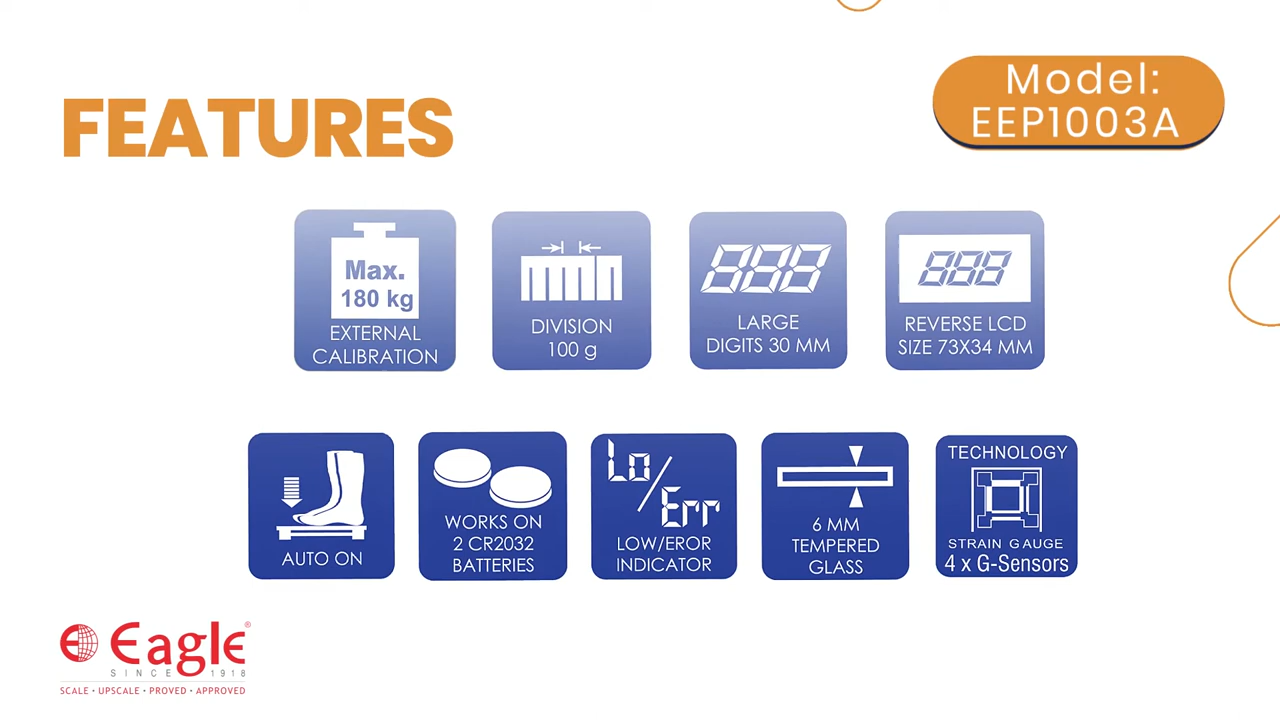 Model:
EEP1003A
FEATURES
Max.
180 kg
EXTERNAL
CALIBRATION
DIVISION
100 g
888
LARGE
DIGITS 30 MM
888
REVERSE LCD
SIZE 73X34 MM
AUTO ON
WORKS ON
2 CR2032
BATTERIES
Lo/
Err
LOW/EROR
INDICATOR
6 MM
TEMPERED
GLASS
TECHNOLOGY
STRAIN GAUGE
4 x G-Sensors
Eagle®
SINCE 1918
SCALE • UPSCALE • PROVED • APPROVED